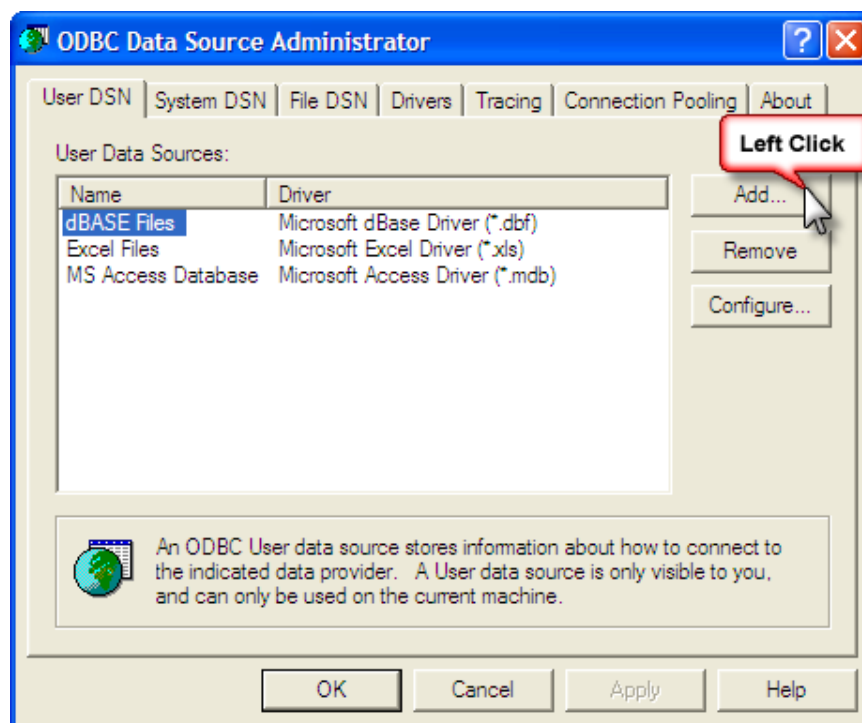 ODBC Data Source Administrator
User DSN System DSN File DSN Drivers Tracing Connection Pooling About
Left Click
User Data Sources:
Name Driver
dBASE Files Microsoft dBase Driver (*.dbf)
Excel Files Microsoft Excel Driver (*.xls)
MS Access Database Microsoft Access Driver (*.mdb)
Add...
Remove
Configure...
An ODBC User data source stores information about how to connect to
the indicated data provider. A User data source is only visible to you,
and can only be used on the current machine.
OK Cancel Apply Help